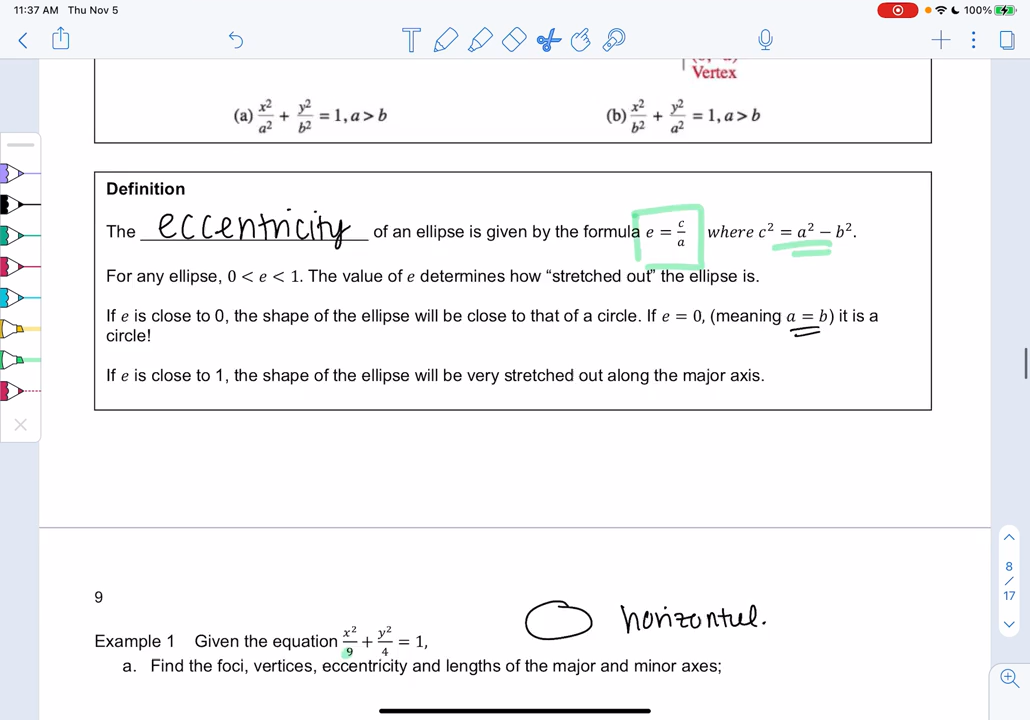 11:37 AM Thu Nov 5 100%
Vertex
(a) x²/a² + y²/b² = 1, a > b (b) x²/b² + y²/a² = 1, a > b
Definition
The eccentricity of an ellipse is given by the formula e = c/a where c² = a² − b².
For any ellipse, 0 < e < 1. The value of e determines how “stretched out” the ellipse is.
If e is close to 0, the shape of the ellipse will be close to that of a circle. If e = 0, (meaning a = b) it is a
circle!
If e is close to 1, the shape of the ellipse will be very stretched out along the major axis.
8
/
17
9
horizontal.
Example 1 Given the equation x²/9 + y²/4 = 1,
a. Find the foci, vertices, eccentricity and lengths of the major and minor axes;